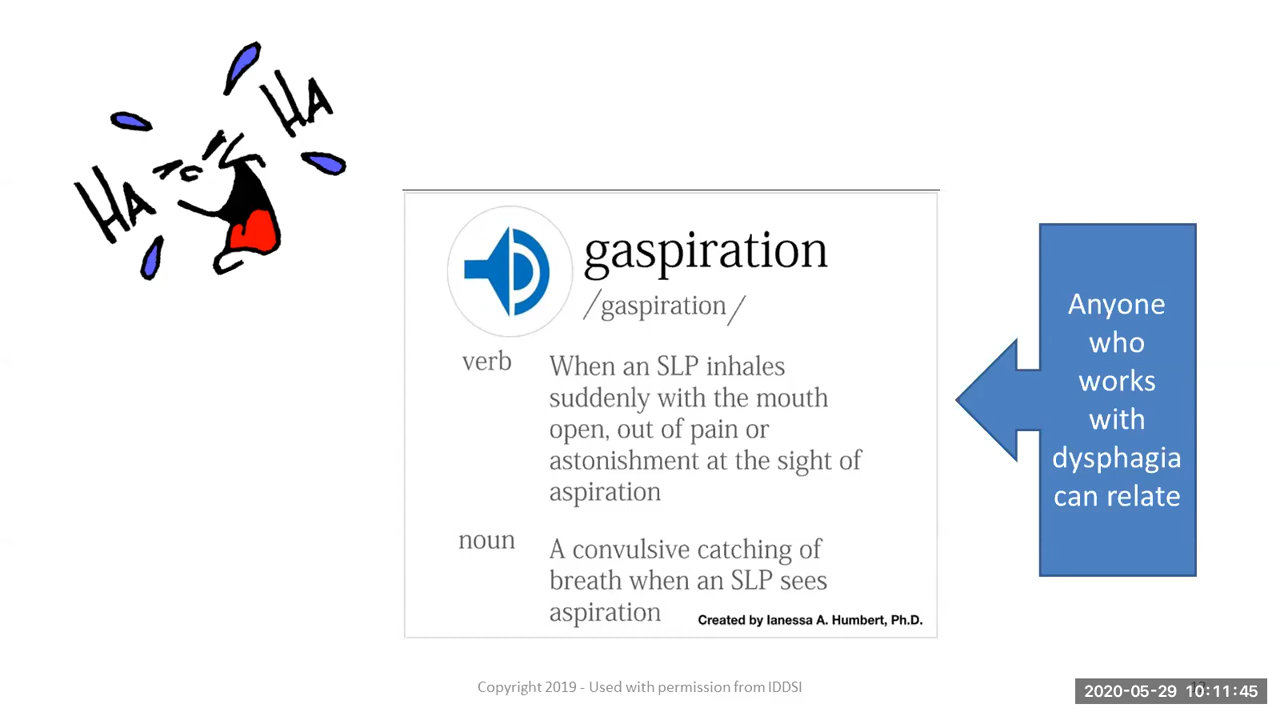 HA
HA
gaspiration
/gaspiration/
verb
When an SLP inhales
suddenly with the mouth
open, out of pain or
astonishment at the sight of
aspiration
noun
A convulsive catching of
breath when an SLP sees
aspiration
Created by Ianessa A. Humbert, Ph.D.
Anyone
who
works
with
dysphagia
can relate
Copyright 2019 - Used with permission from IDDSI
2020-05-29 10:11:45